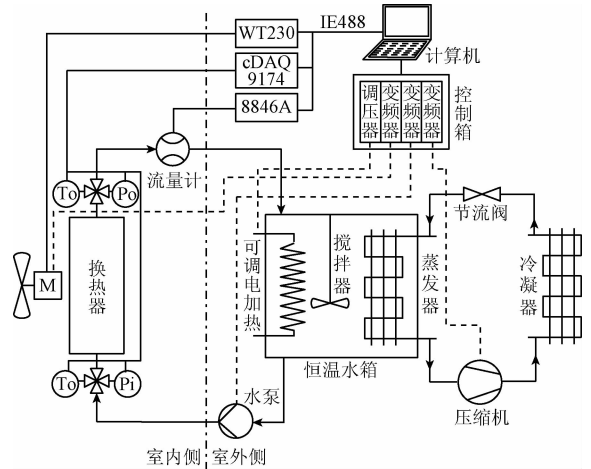 WT230
IE488
cDAQ
9174
8846A
计算机
调压器
变频器
变频器
变频器
控制箱
流量计
To
Po
节流阀
M
换热器
可调电加热
搅拌器
蒸发器
冷凝器
恒温水箱
To
Pi
水泵
压缩机
室内侧
室外侧